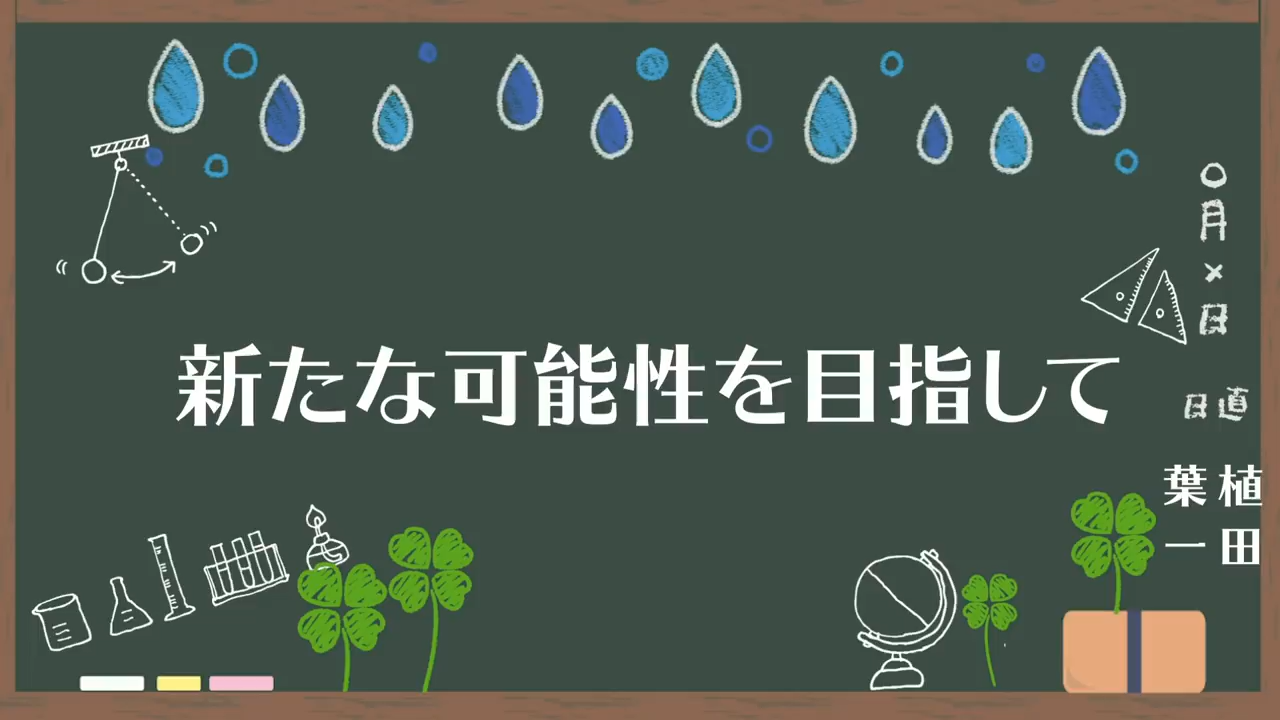 新たな可能性を目指して
〇月×日
日直
植田
葉一